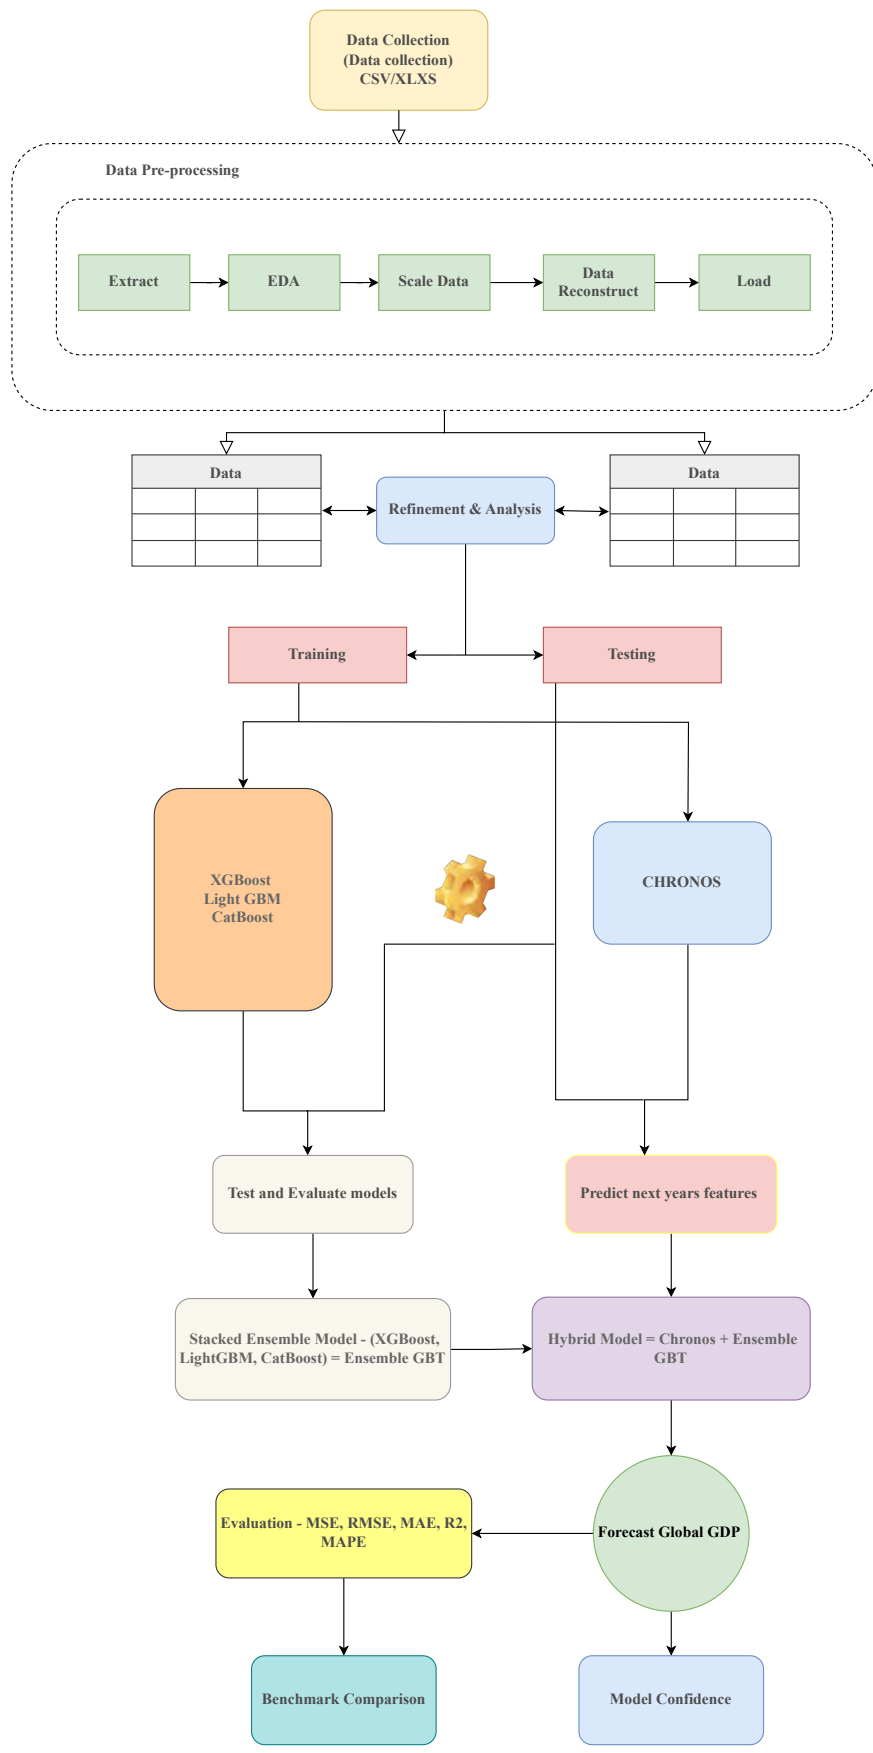 Data Collection
(Data collection)
CSV/XLXS
Data Pre-processing
Extract
EDA
Scale Data
Data
Reconstruct
Load
Data
Refinement & Analysis
Data
Training
Testing
XGBoost
Light GBM
CatBoost
CHRONOS
Test and Evaluate models
Predict next years features
Stacked Ensemble Model - (XGBoost,
LightGBM, CatBoost) = Ensemble GBT
Hybrid Model = Chronos + Ensemble
GBT
Evaluation - MSE, RMSE, MAE, R2,
MAPE
Forecast Global GDP
Benchmark Comparison
Model Confidence